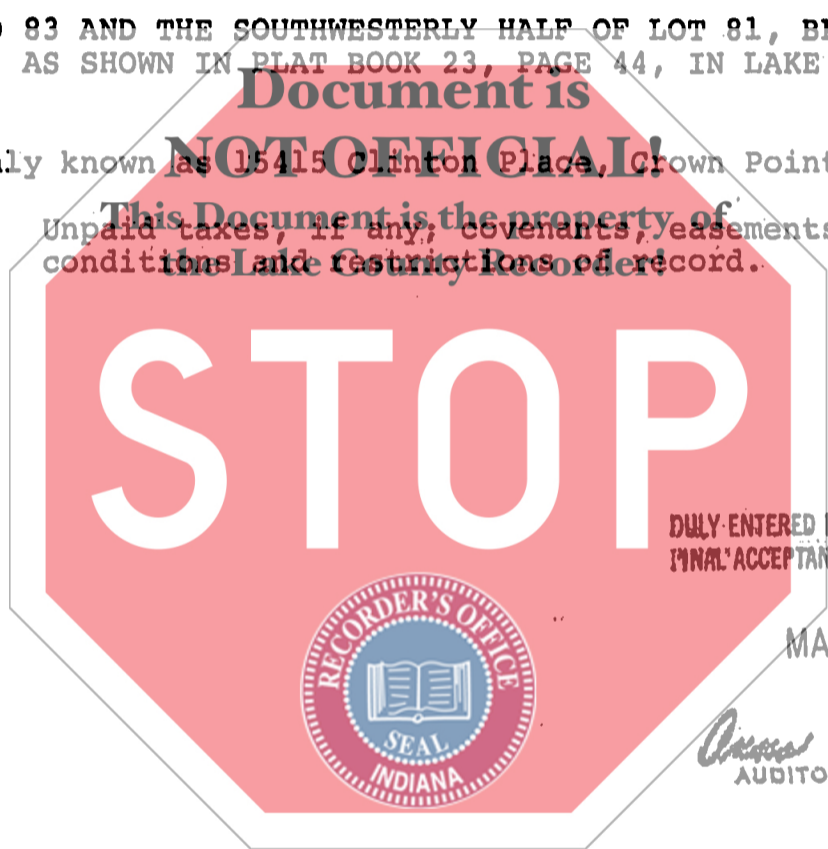 83 AND THE SOUTHWESTERLY HALF OF LOT 81, B
AS SHOWN IN PLAT BOOK 23, PAGE 44, IN LAKE
Document is
NOT OFFICIAL!
ly known as 15415 Clinton Place, Crown Point
This Document is the property of
Unpaid taxes, if any; covenants, easements
the Lake County Recorder!
conditions and restrictions of record.
STOP
DULY ENTERED
FINAL ACCEPTAN
RECORDER'S OFFICE
MA
SEAL
INDIANA
AUDITO